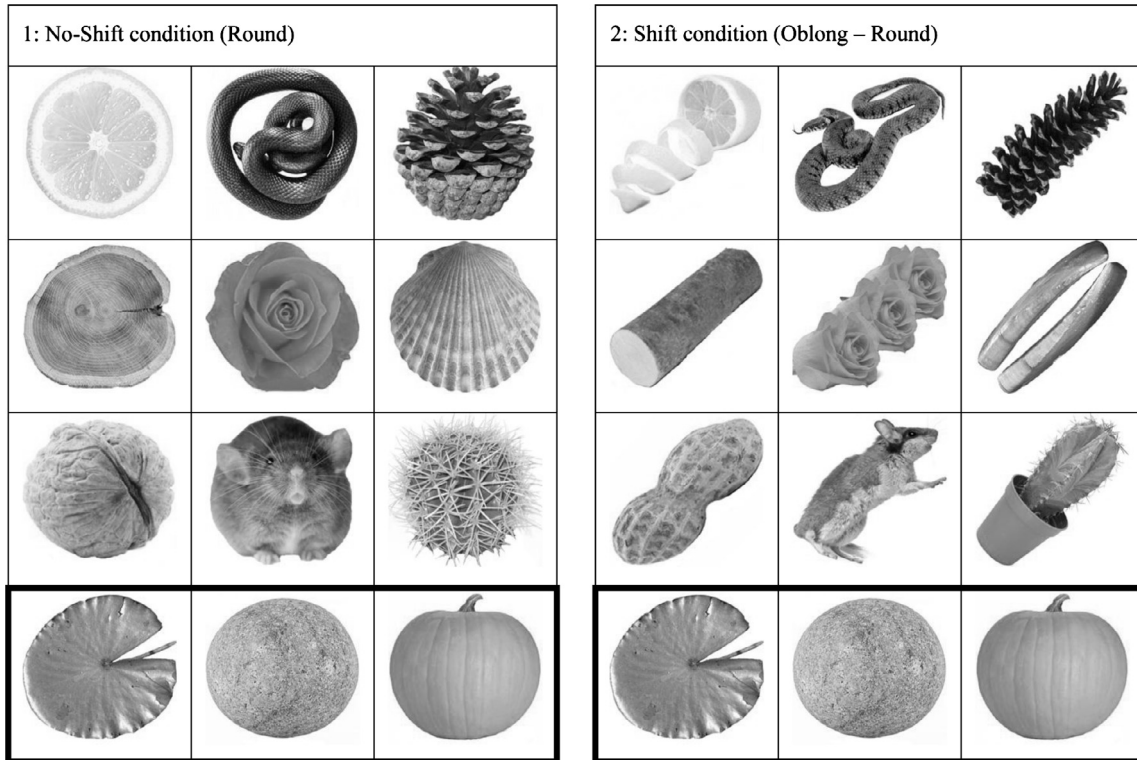 1: No-Shift condition (Round)
2: Shift condition (Oblong – Round)